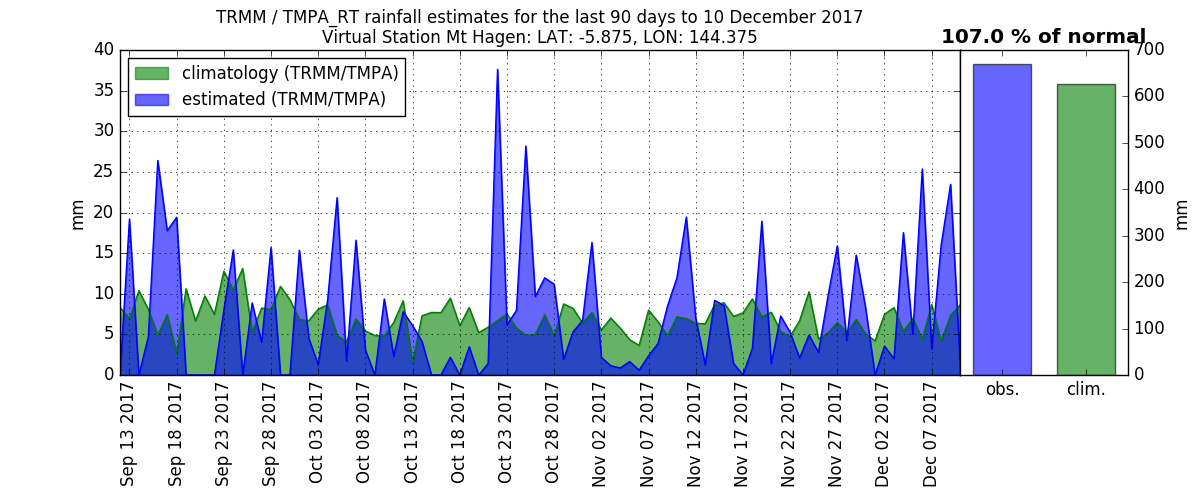 TRMM / TMPA_RT rainfall estimates for the last 90 days to 10 December 2017
Virtual Station Mt Hagen: LAT: -5.875, LON: 144.375
107.0 % of normal
climatology (TRMM/TMPA)
estimated (TRMM/TMPA)
40
35
30
25
20
15
10
5
0
mm
Sep 13 2017
Sep 18 2017
Sep 23 2017
Sep 28 2017
Oct 03 2017
Oct 08 2017
Oct 13 2017
Oct 18 2017
Oct 23 2017
Oct 28 2017
Nov 02 2017
Nov 07 2017
Nov 12 2017
Nov 17 2017
Nov 22 2017
Nov 27 2017
Dec 02 2017
Dec 07 2017
obs.
clim.
700
600
500
400
300
200
100
0
mm